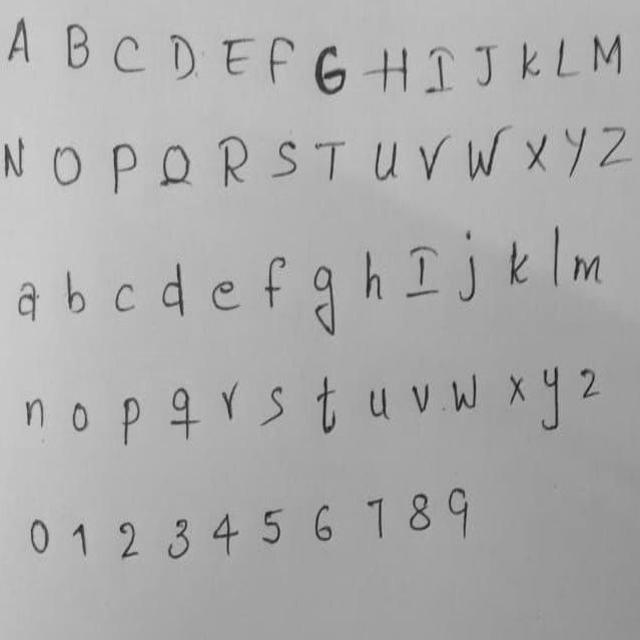 A B C D E F G H I J K L M
N O P Q R S T U V W X Y Z
a b c d e f g h I j k l m
n o p q r s t u v w x y z
0 1 2 3 4 5 6 7 8 9